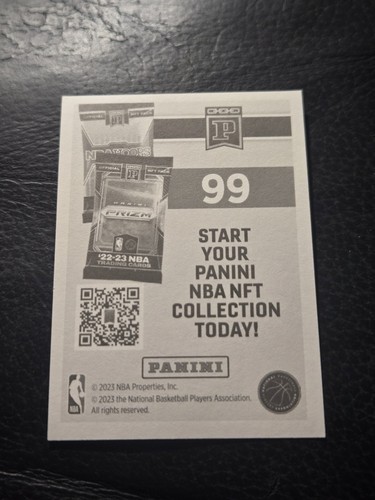 P
99
START
YOUR
PANINI
NBA NFT
COLLECTION
TODAY!
PANINI
PRIZM
'22-23 NBA
TRADING CARDS
PANINI
© 2023 NBA Properties, Inc.
© 2023 the National Basketball Players Association.
All rights reserved.